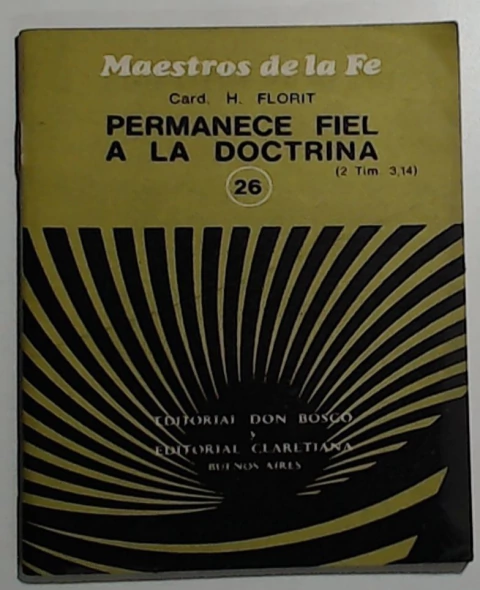 Maestros de la Fe
Card. H. FLORIT
PERMANECE FIEL
A LA DOCTRINA
(2 Tim 3,14)
26
EDITORIAL DON BOSCO
y
EDITORIAL CLARETIANA
BUENOS AIRES